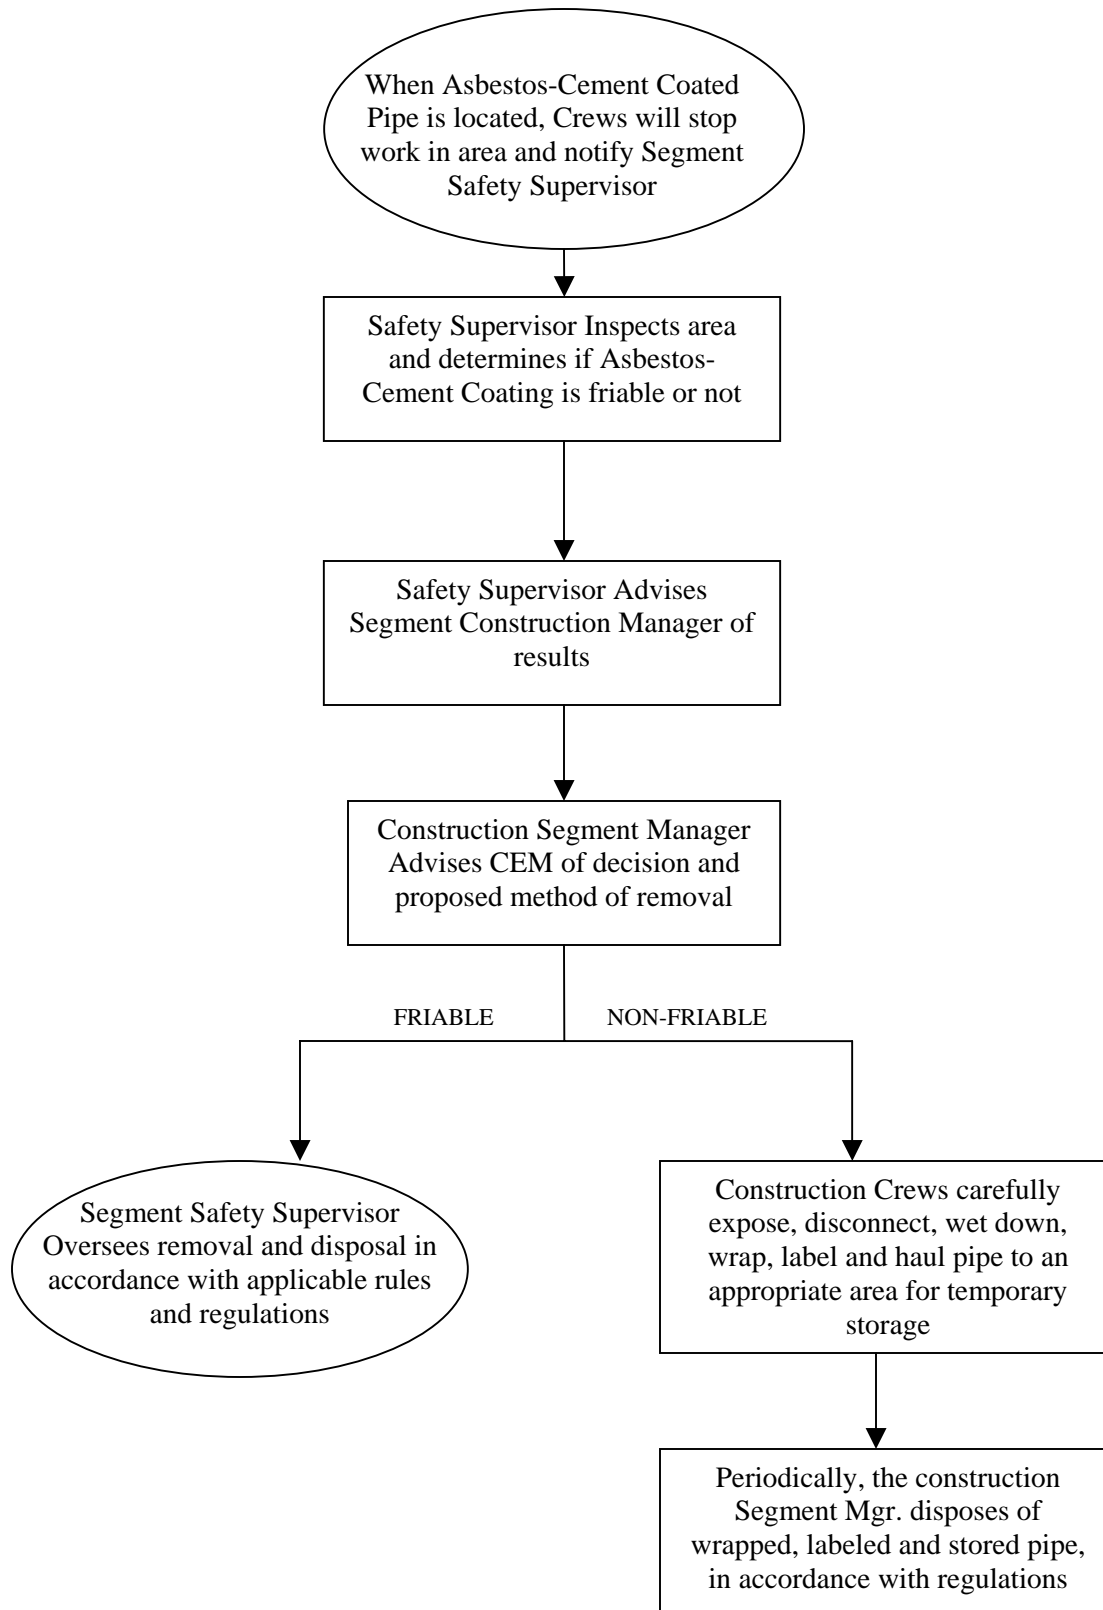 When Asbestos-Cement Coated
Pipe is located, Crews will stop
work in area and notify Segment
Safety Supervisor
Safety Supervisor Inspects area
and determines if Asbestos-
Cement Coating is friable or not
Safety Supervisor Advises
Segment Construction Manager of
results
Construction Segment Manager
Advises CEM of decision and
proposed method of removal
FRIABLE
NON-FRIABLE
Segment Safety Supervisor
Oversees removal and disposal in
accordance with applicable rules
and regulations
Construction Crews carefully
expose, disconnect, wet down,
wrap, label and haul pipe to an
appropriate area for temporary
storage
Periodically, the construction
Segment Mgr. disposes of
wrapped, labeled and stored pipe,
in accordance with regulations